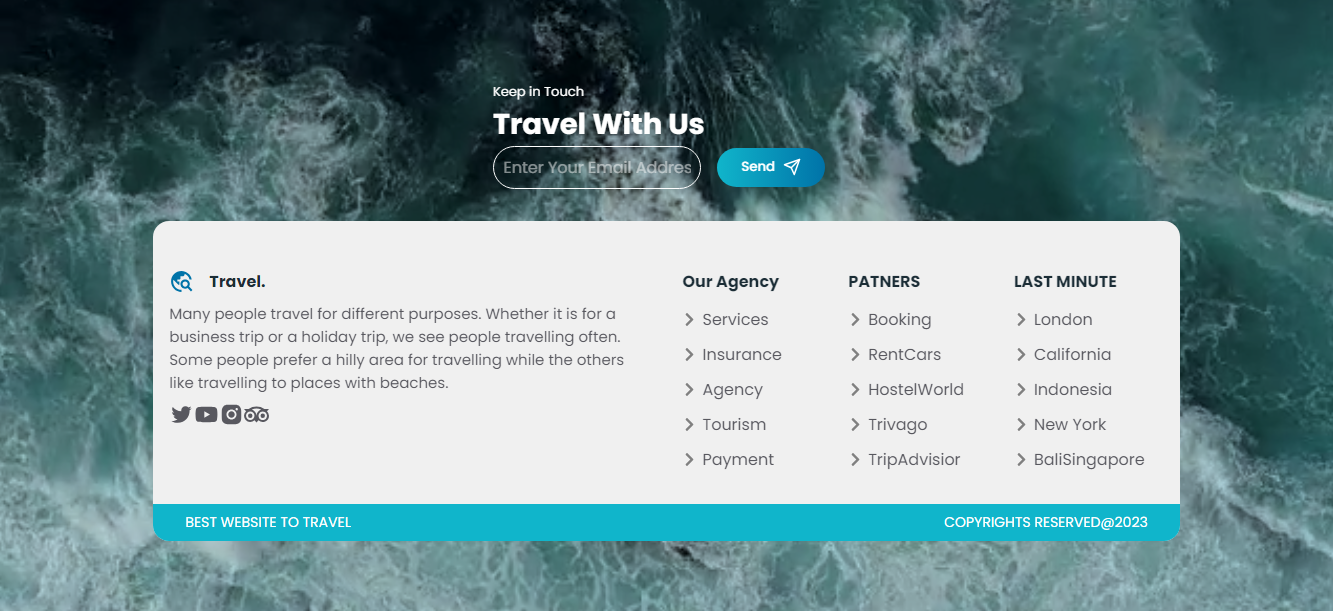 Keep in Touch
Travel With Us
Enter Your Email Addres
Send
Travel.
Many people travel for different purposes. Whether it is for a
business trip or a holiday trip, we see people travelling often.
Some people prefer a hilly area for travelling while the others
like travelling to places with beaches.
Our Agency
Services
Insurance
Agency
Tourism
Payment
PATNERS
Booking
RentCars
HostelWorld
Trivago
TripAdvisior
LAST MINUTE
London
California
Indonesia
New York
BaliSingapore
BEST WEBSITE TO TRAVEL
COPYRIGHTS RESERVED@2023